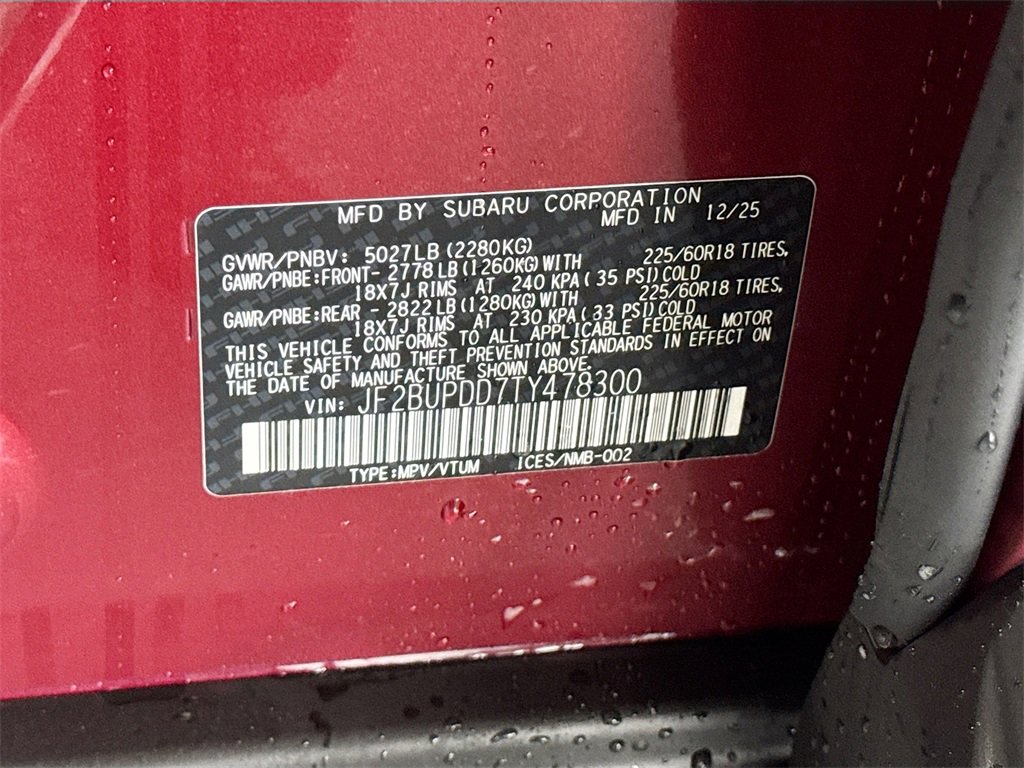 MFD BY SUBARU CORPORATION
MFD IN 12/25
GVWR/PNBV: 5027LB (2280KG)
GAWR/PNBE:FRONT- 2778LB(1260KG)WITH 225/60R18 TIRES,
18X7J RIMS AT 240 KPA(35 PSI)COLD
GAWR/PNBE:REAR - 2822LB(1280KG)WITH 225/60R18 TIRES,
18X7J RIMS AT 230 KPA(33 PSI)COLD
THIS VEHICLE CONFORMS TO ALL APPLICABLE FEDERAL MOTOR
VEHICLE SAFETY AND THEFT PREVENTION STANDARDS IN EFFECT ON
THE DATE OF MANUFACTURE SHOWN ABOVE.
VIN: JF2BUPDD7TY478300
TYPE:MPV/VTUM ICES/NMB-002